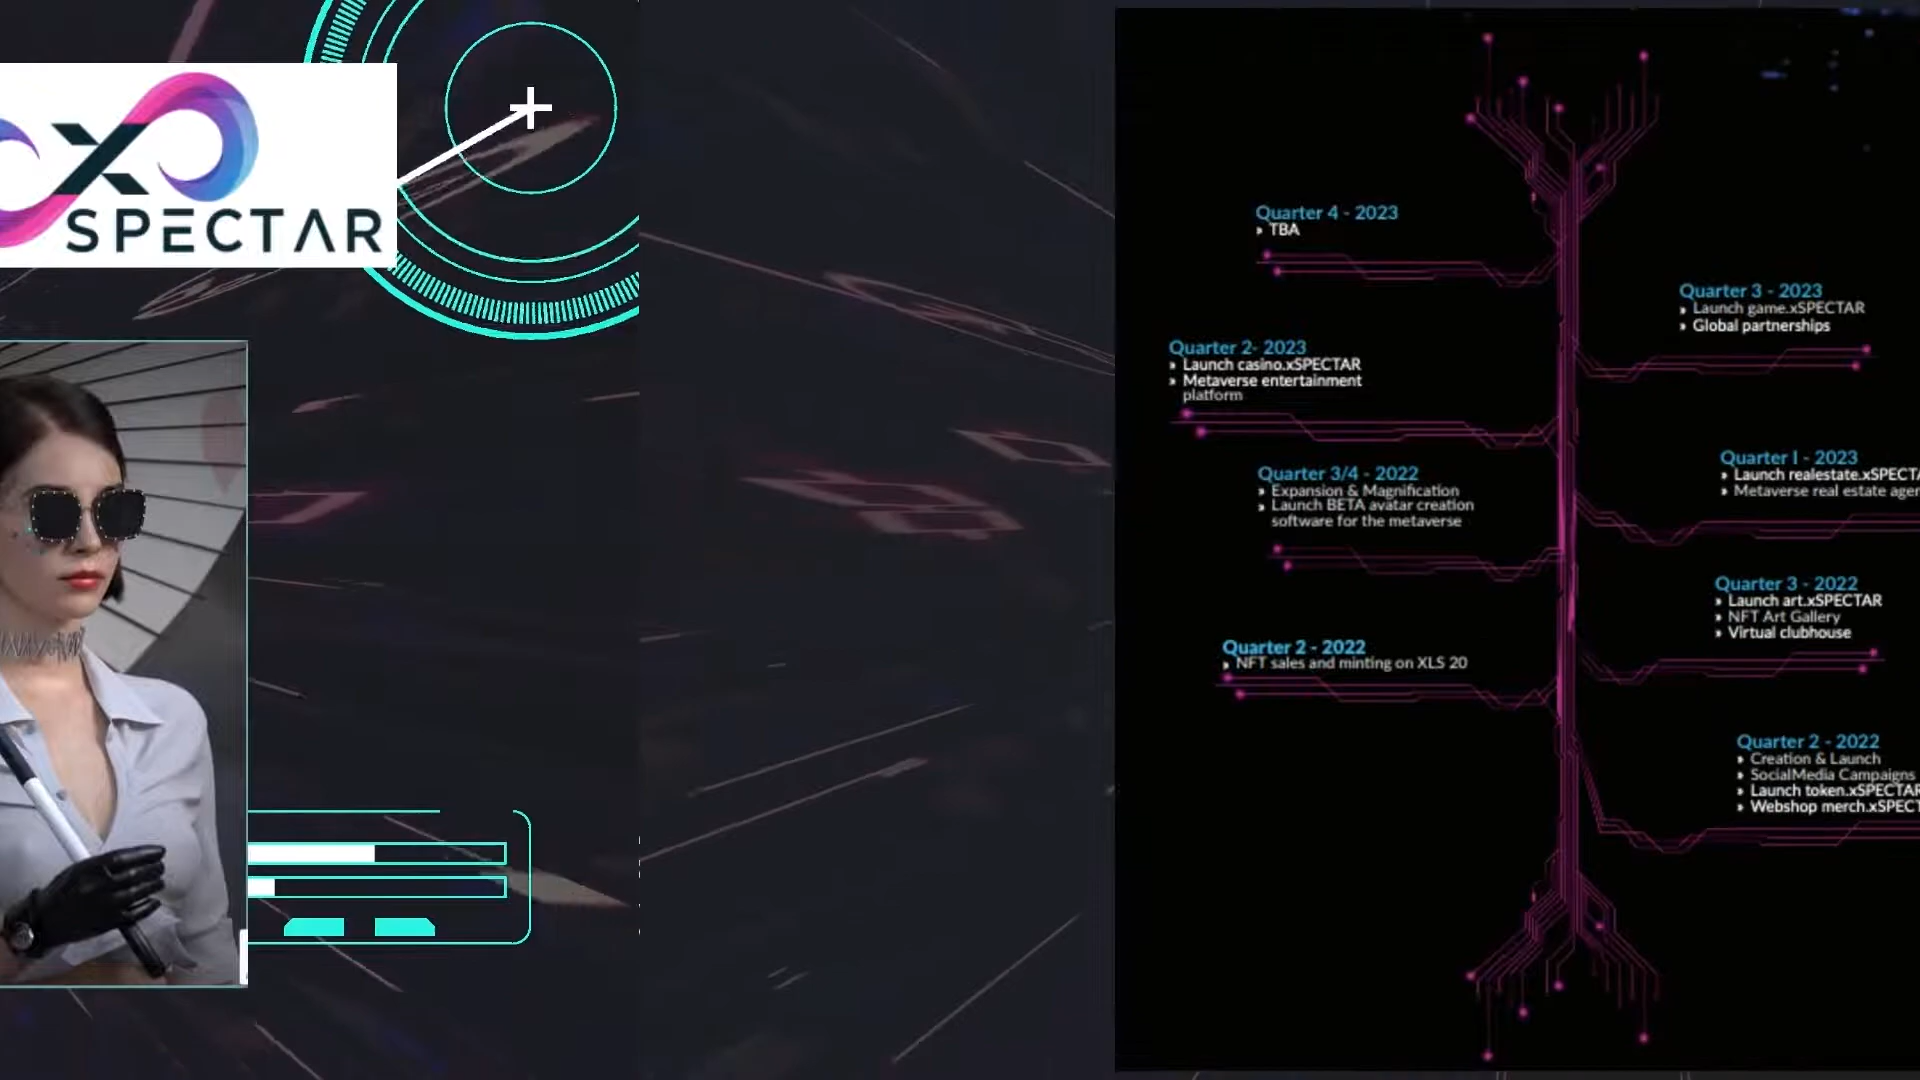 xSPECTAR
Quarter 4 - 2023
» TBA
Quarter 3 - 2023
» Launch game.xSPECTAR
» Global partnerships
Quarter 2- 2023
» Launch casino.xSPECTAR
» Metaverse entertainment
platform
Quarter I - 2023
» Launch realestate.xSPECTA
» Metaverse real estate agen
Quarter 3/4 - 2022
» Expansion & Magnification
» Launch BETA avatar creation
software for the metaverse
Quarter 3 - 2022
» Launch art.xSPECTAR
» NFT Art Gallery
» Virtual clubhouse
Quarter 2 - 2022
» NFT sales and minting on XLS 20
Quarter 2 - 2022
» Creation & Launch
» SocialMedia Campaigns
» Launch token.xSPECTAR
» Webshop merch.xSPECT